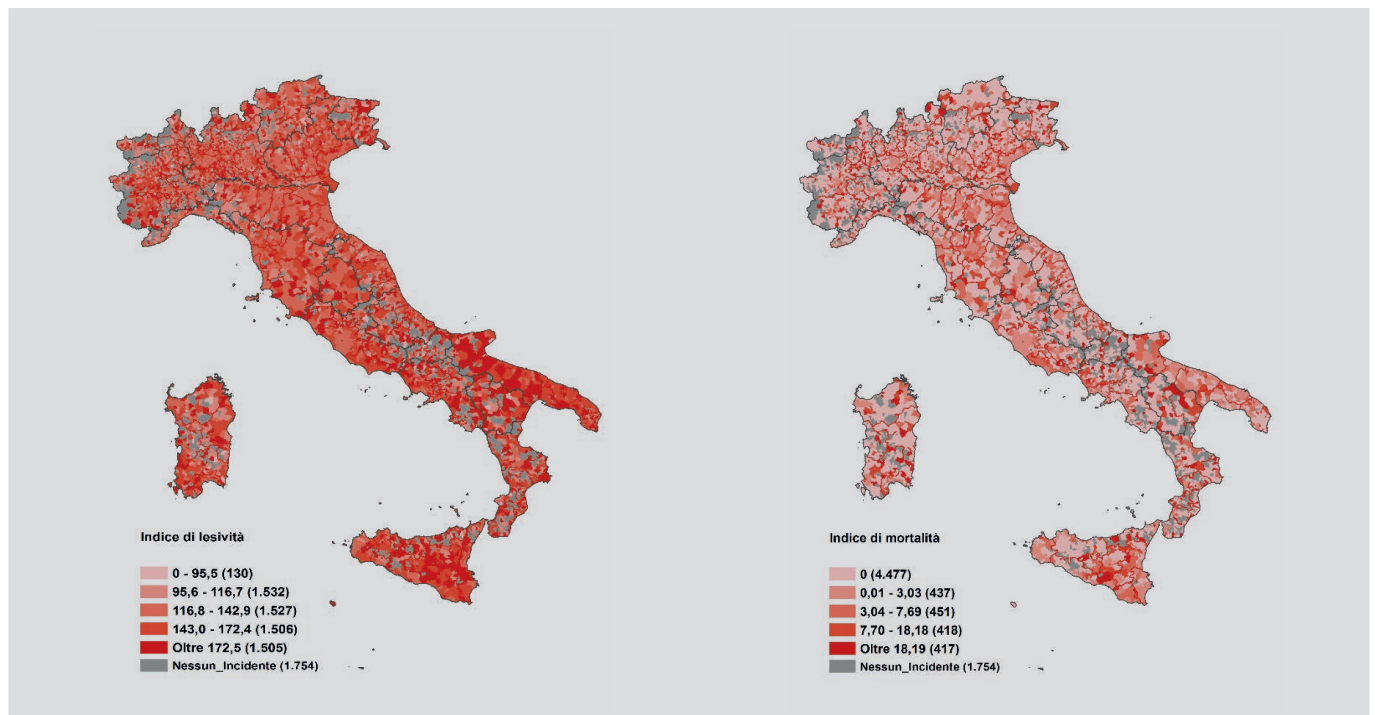 Indice di lesività
0 - 95,5 (130)
95,6 - 116,7 (1.532)
116,8 - 142,9 (1.527)
143,0 - 172,4 (1.506)
Oltre 172,5 (1.505)
Nessun_Incidente (1.754)
Indice di mortalità
0 (4.477)
0,01 - 3,03 (437)
3,04 - 7,69 (451)
7,70 - 18,18 (418)
Oltre 18,19 (417)
Nessun_Incidente (1.754)